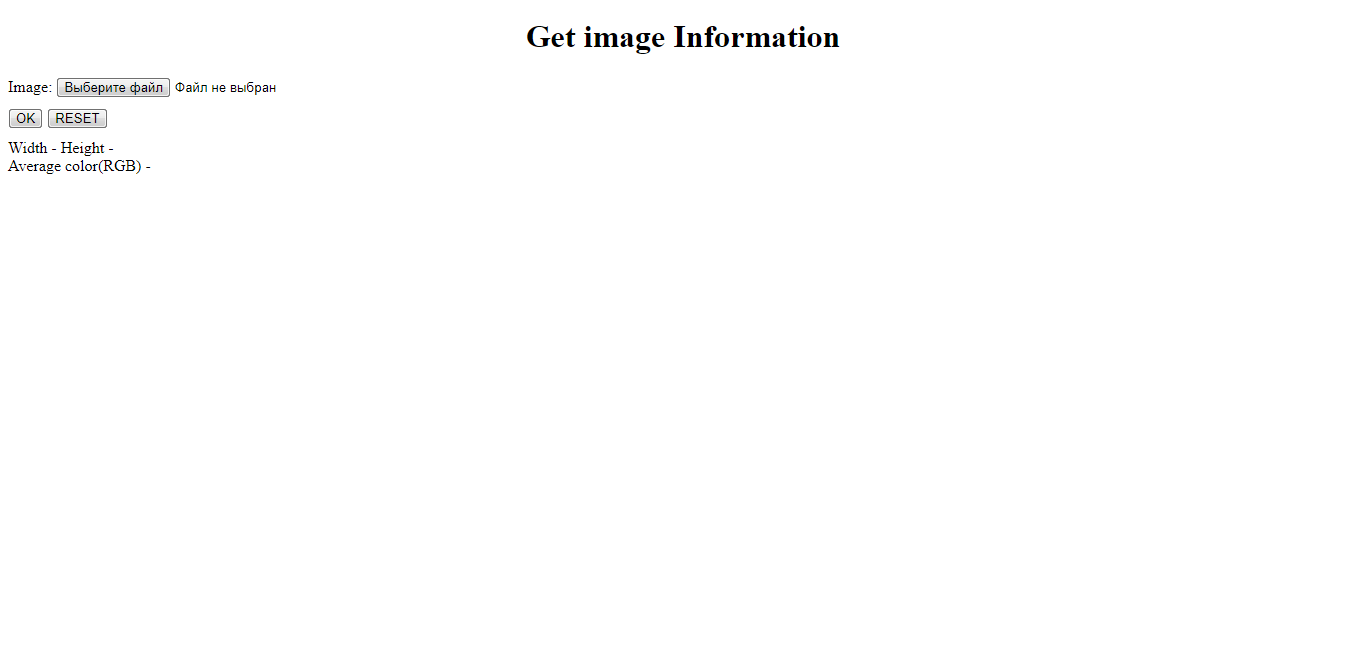 Get image Information
Image: Выберите файл Файл не выбран
OK RESET
Width - Height -
Average color(RGB) -